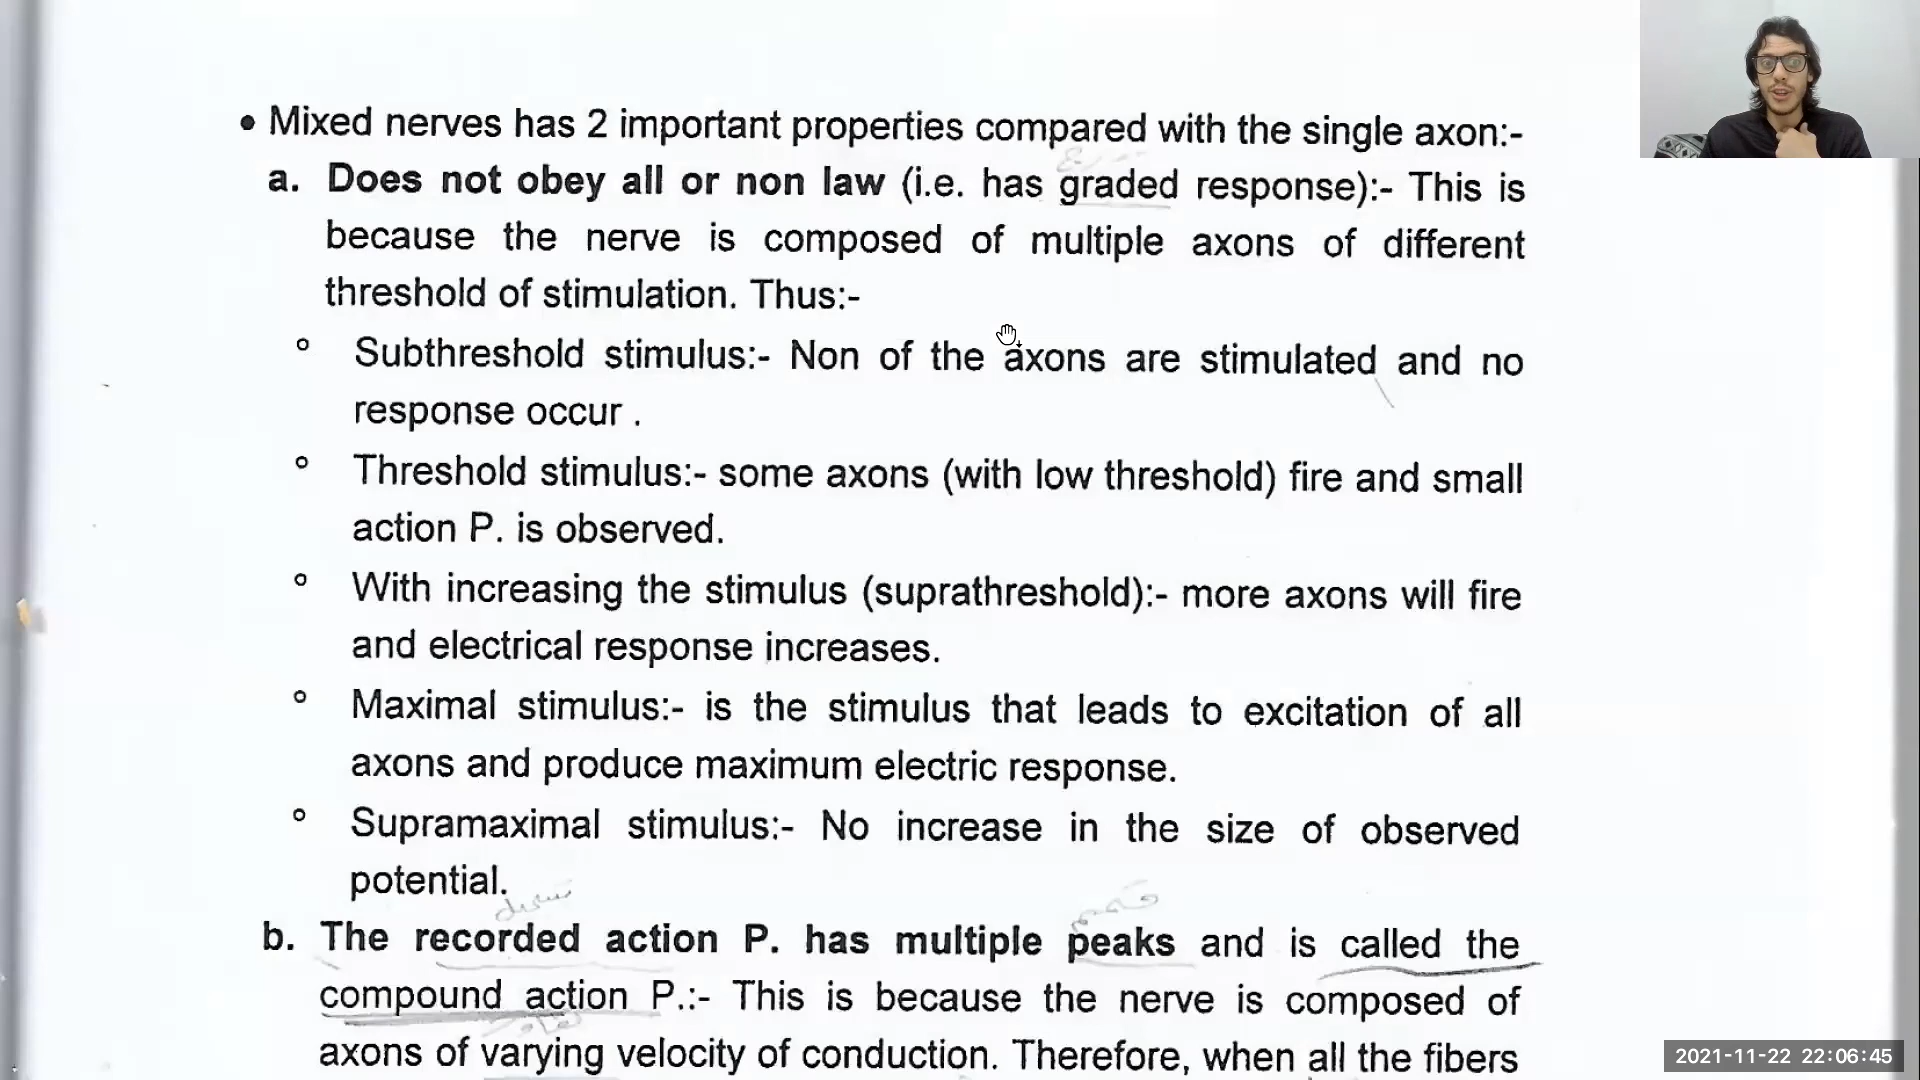 • Mixed nerves has 2 important properties compared with the single axon:-
a. Does not obey all or non law (i.e. has graded response):- This is
because the nerve is composed of multiple axons of different
threshold of stimulation. Thus:-
° Subthreshold stimulus:- Non of the axons are stimulated and no
response occur .
° Threshold stimulus:- some axons (with low threshold) fire and small
action P. is observed.
° With increasing the stimulus (suprathreshold):- more axons will fire
and electrical response increases.
° Maximal stimulus:- is the stimulus that leads to excitation of all
axons and produce maximum electric response.
° Supramaximal stimulus:- No increase in the size of observed
potential.
تسجيل
b. The recorded action P. has multiple peaks and is called the
compound action P.:- This is because the nerve is composed of
axons of varying velocity of conduction. Therefore, when all the fibers
2021-11-22 22:06:45